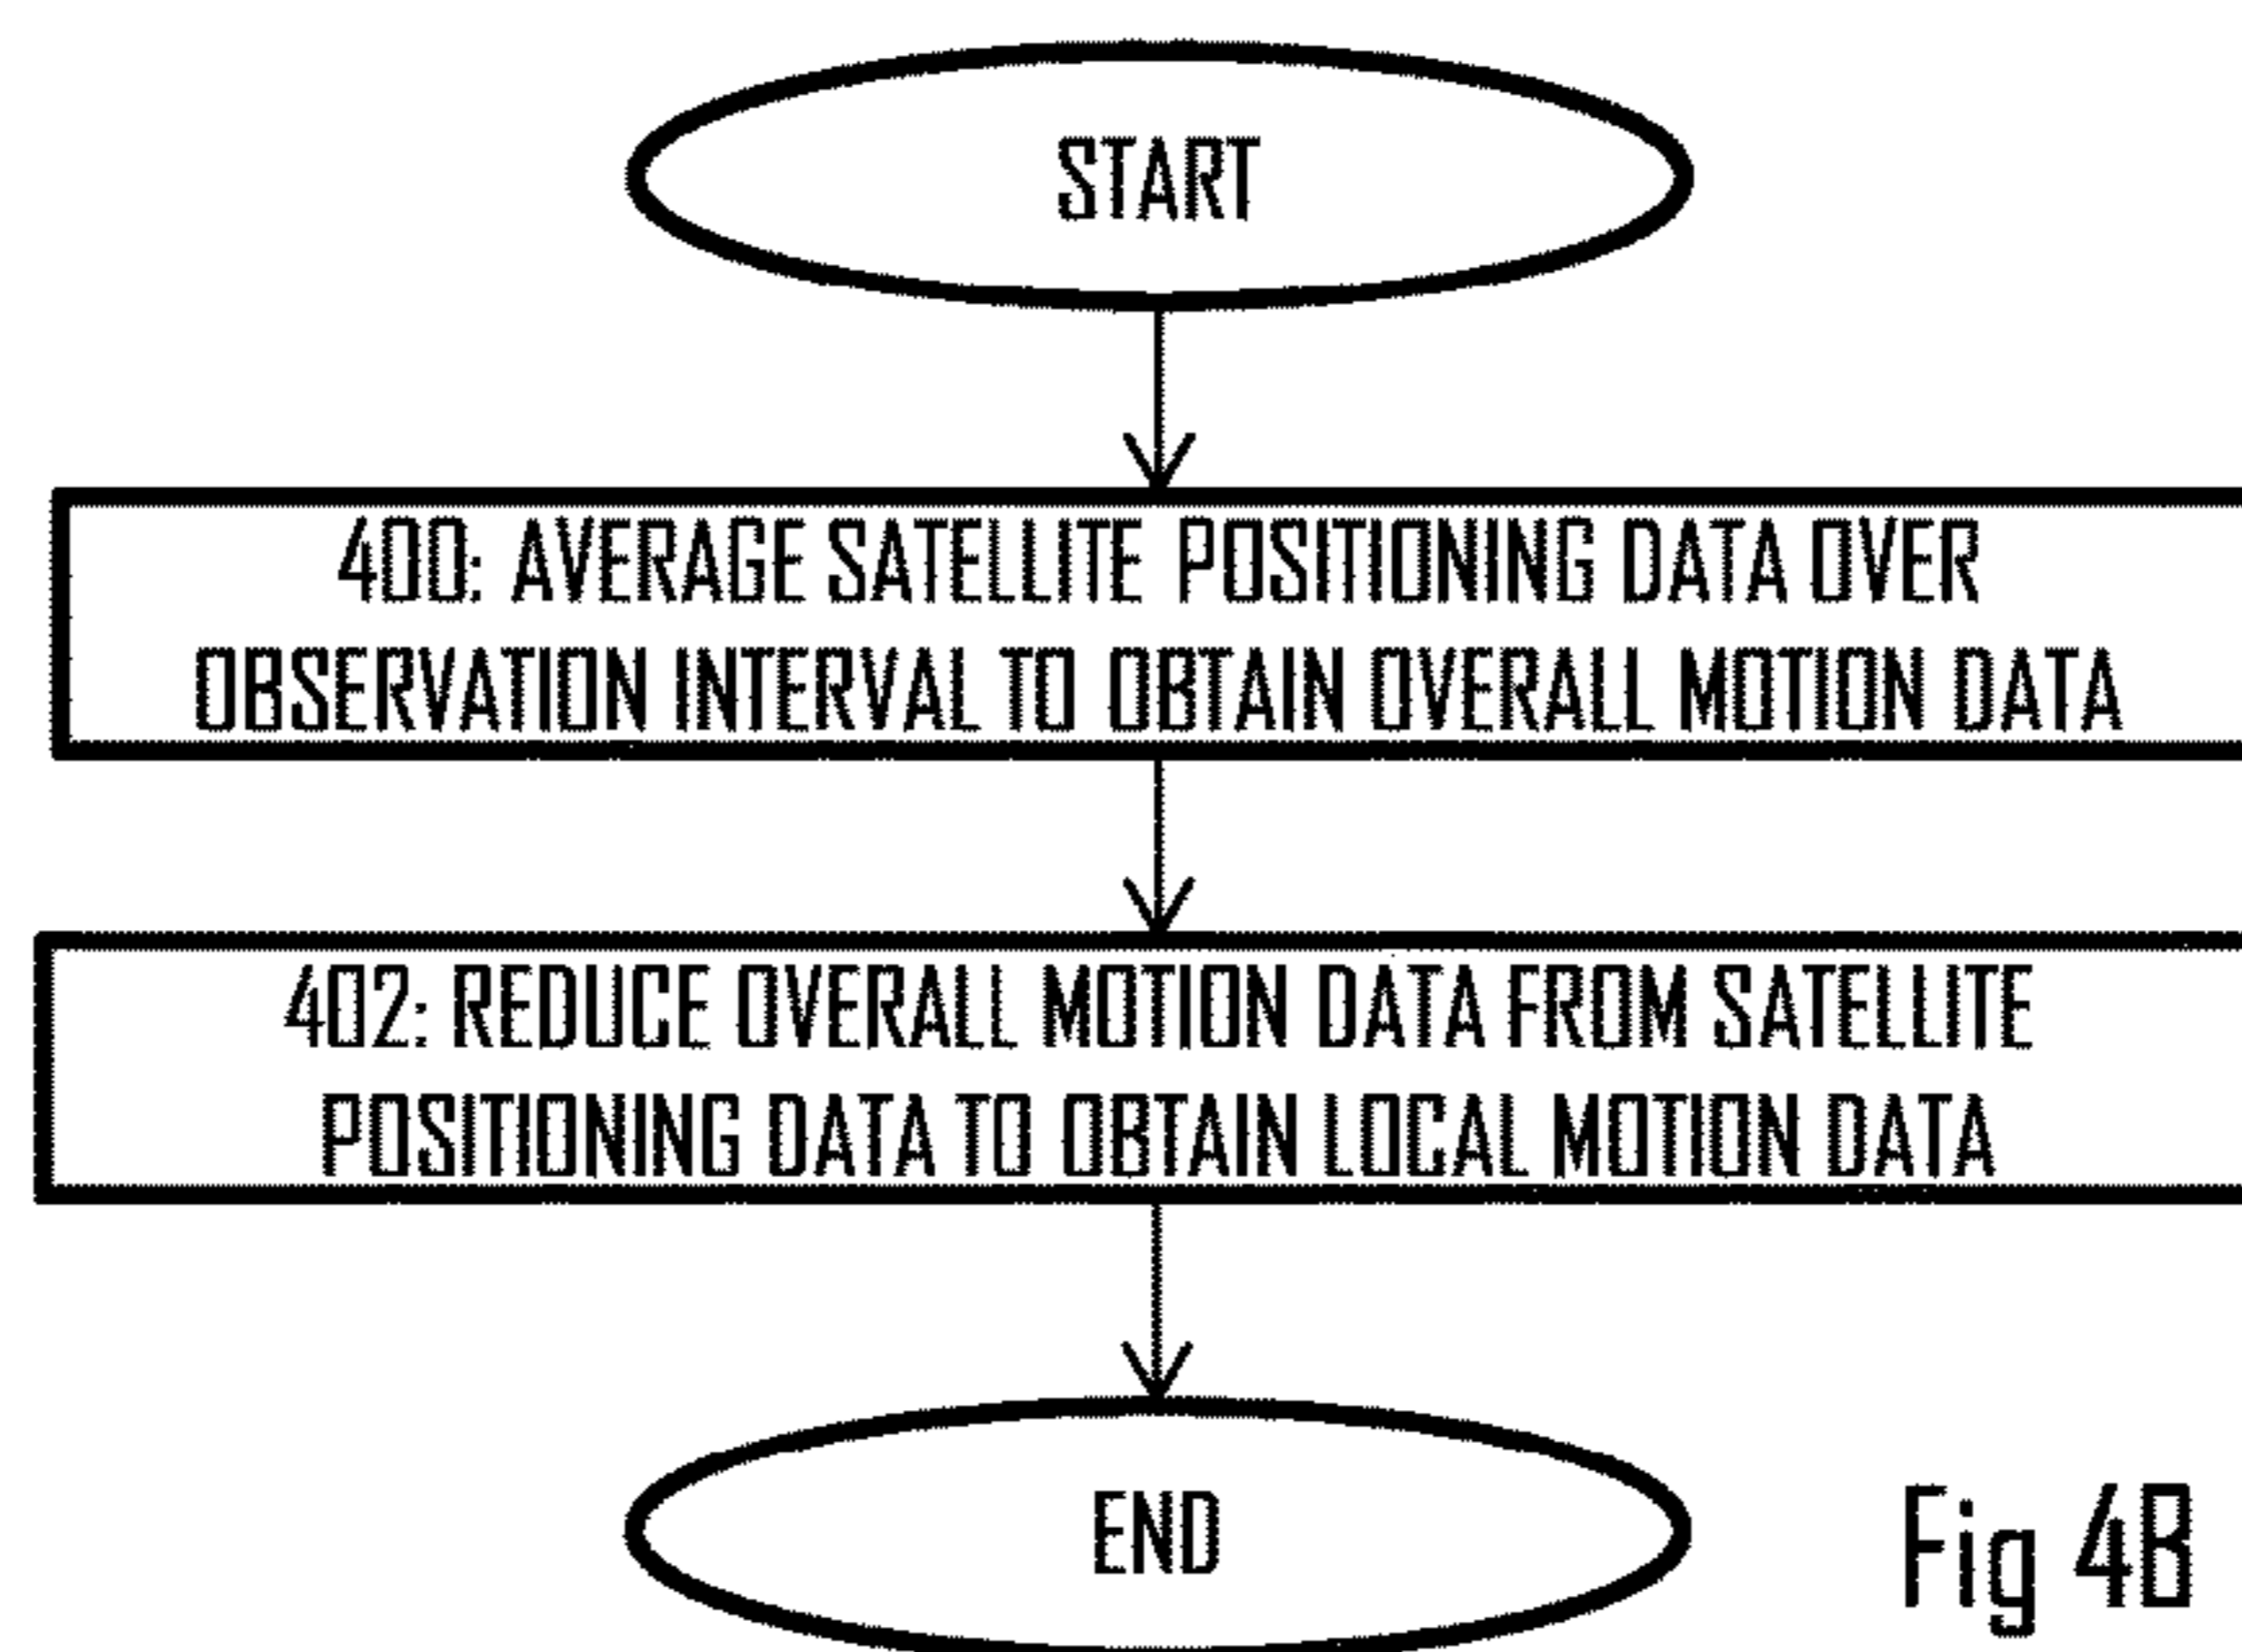 START
400: AVERAGE SATELLITE POSITIONING DATA OVER
OBSERVATION INTERVAL TO OBTAIN OVERALL MOTION DATA
402: REDUCE OVERALL MOTION DATA FROM SATELLITE
POSITIONING DATA TO OBTAIN LOCAL MOTION DATA
END
Fig 4B